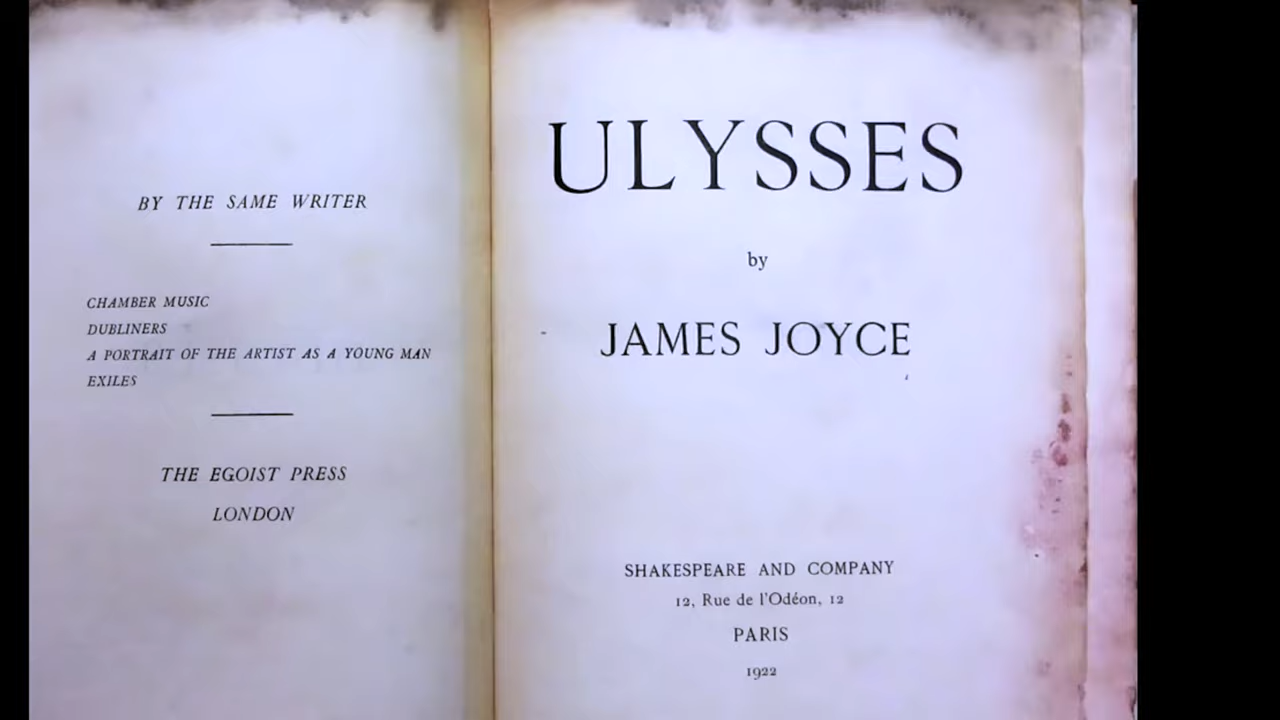 BY THE SAME WRITER
CHAMBER MUSIC
DUBLINERS
A PORTRAIT OF THE ARTIST AS A YOUNG MAN
EXILES
THE EGOIST PRESS
LONDON
ULYSSES
by
JAMES JOYCE
SHAKESPEARE AND COMPANY
12, Rue de l'Odéon, 12
PARIS
1922